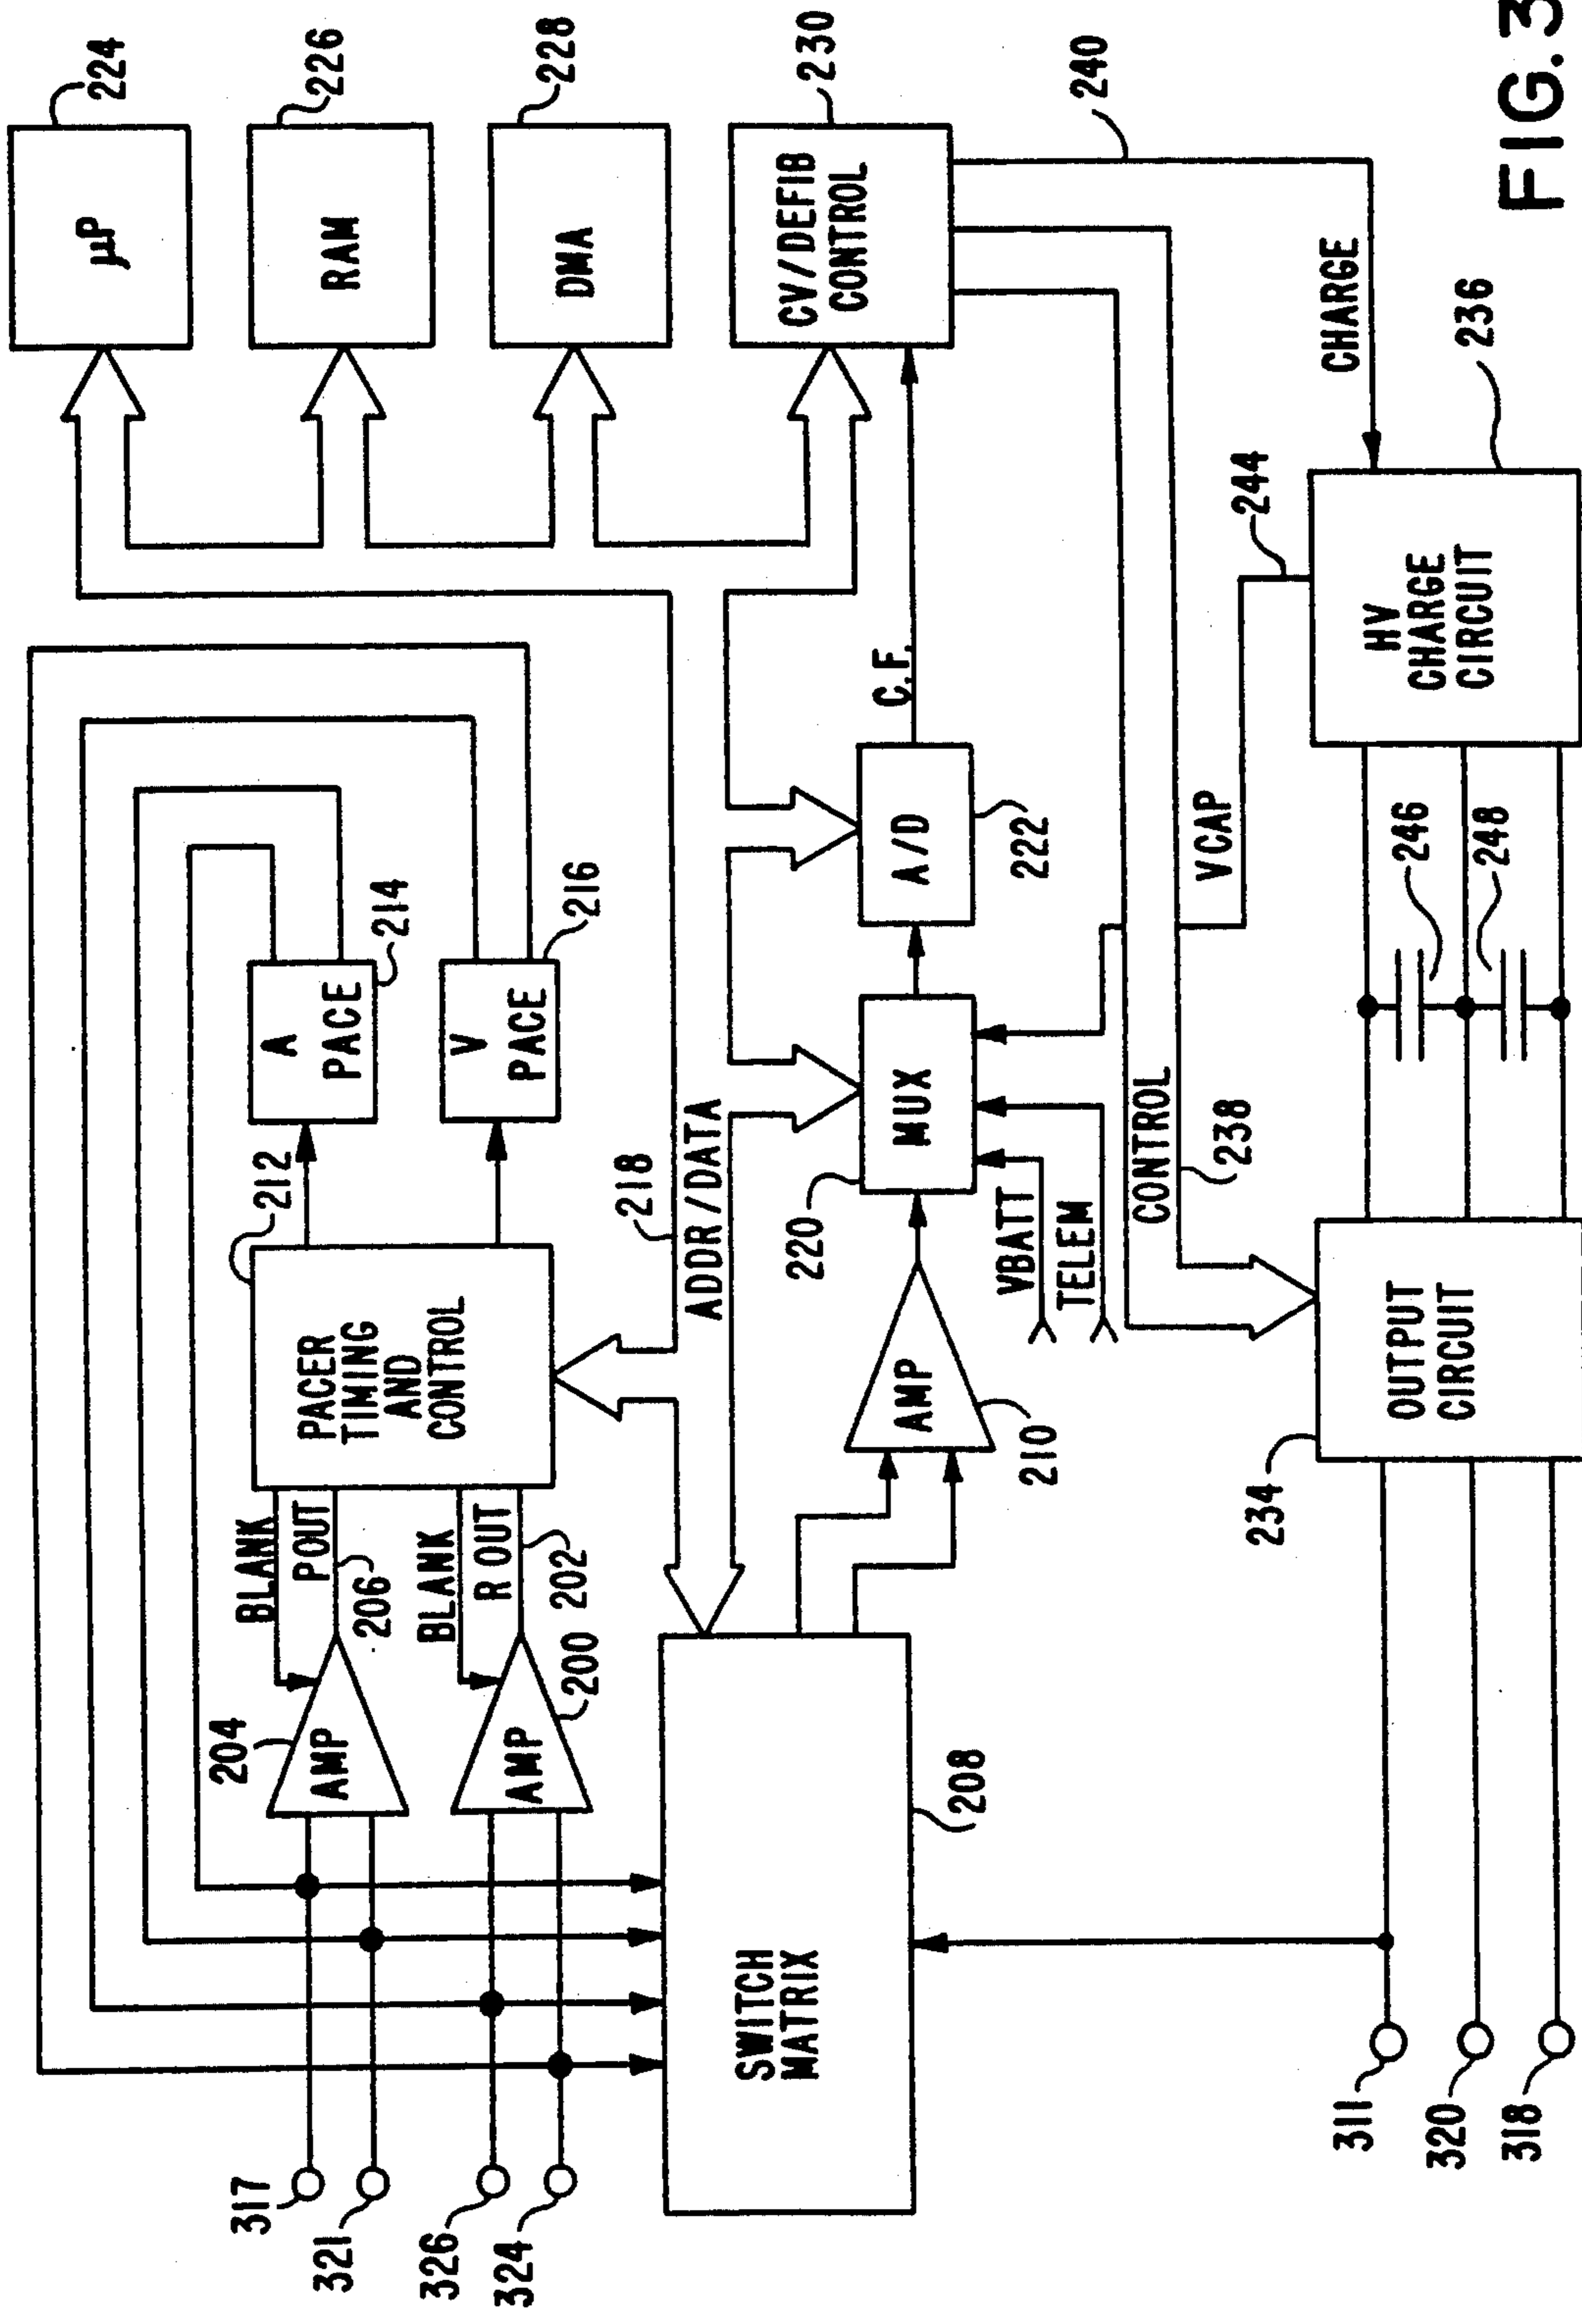 224
μP
226
RAM
228
DMA
230
CV/DEFIB
CONTROL
240
CHARGE
236
HV
CHARGE
CIRCUIT
244
VCAP
246
248
C.F.
A/D
222
214
A
PACE
216
V
PACE
212
PACER
TIMING
AND
CONTROL
218
ADDR/DATA
220
MUX
VBATT
TELEM
CONTROL
238
AMP
210
BLANK
P OUT
206
BLANK
R OUT
202
204
AMP
200
AMP
208
SWITCH
MATRIX
234
OUTPUT
CIRCUIT
317
321
326
324
311
320
318
FIG. 3